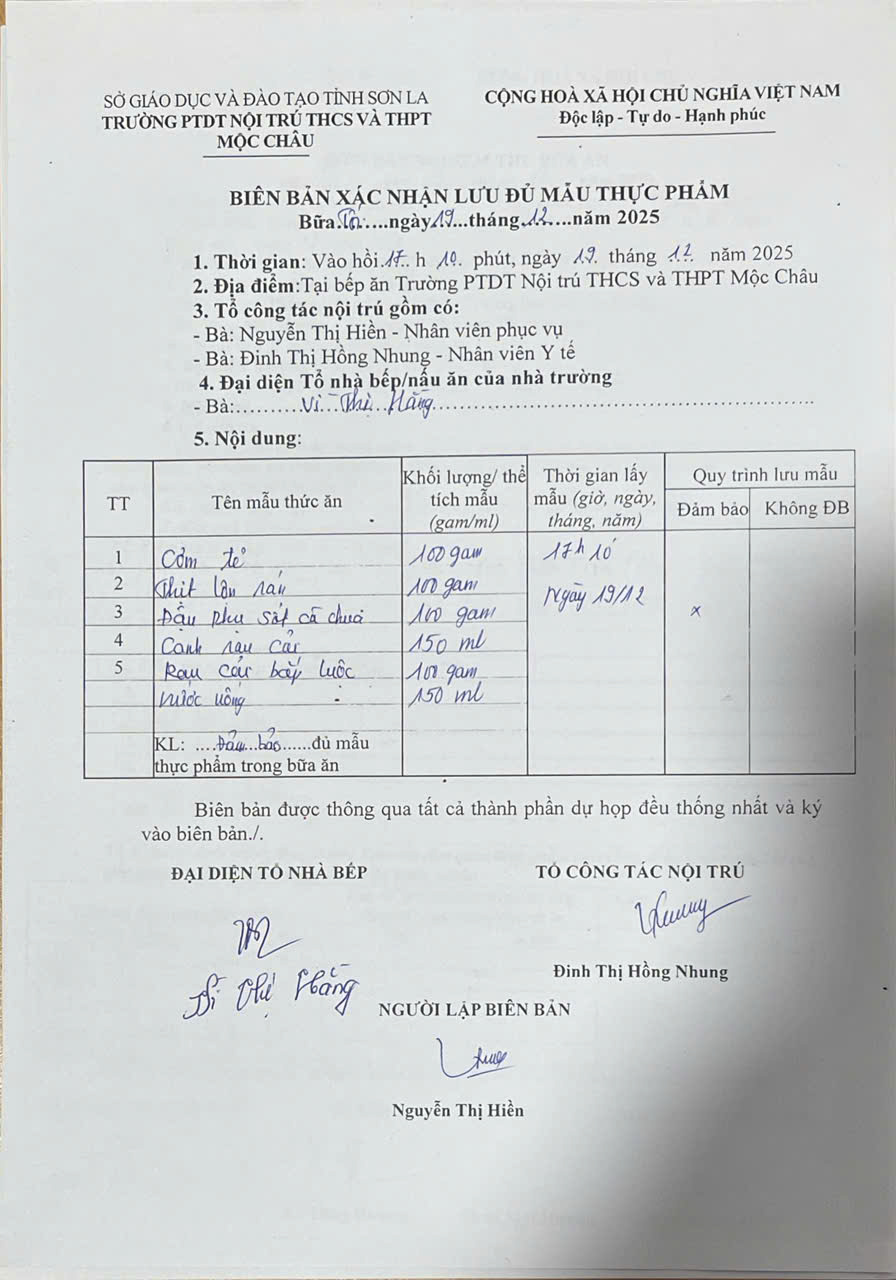 SỞ GIÁO DỤC VÀ ĐÀO TẠO TỈNH SƠN LA
TRƯỜNG PTDT NỘI TRÚ THCS VÀ THPT
MỘC CHÂU
CỘNG HOÀ XÃ HỘI CHỦ NGHĨA VIỆT NAM
Độc lập - Tự do - Hạnh phúc
BIÊN BẢN XÁC NHẬN LƯU ĐỦ MẪU THỰC PHẨM
Bữa Tối....ngày 19...tháng 12....năm 2025
1. Thời gian: Vào hồi 17. h 10. phút, ngày 19. tháng 12. năm 2025
2. Địa điểm:Tại bếp ăn Trường PTDT Nội trú THCS và THPT Mộc Châu
3. Tổ công tác nội trú gồm có:
- Bà: Nguyễn Thị Hiền - Nhân viên phục vụ
- Bà: Đinh Thị Hồng Nhung - Nhân viên Y tế
4. Đại diện Tổ nhà bếp/nấu ăn của nhà trường
- Bà:..........Vì...Thị...Hằng..........
5. Nội dung:
TT
Tên mẫu thức ăn
Khối lượng/ thể tích mẫu (gam/ml)
Thời gian lấy mẫu (giờ, ngày, tháng, năm)
Quy trình lưu mẫu
Đảm bảo
Không ĐB
1 Cơm tẻ 100 gam 17h 10
2 Thịt lợn rán 100 gam Ngày 19/12
3 Đậu phụ sốt cà chua 100 gam x
4 Canh rau cải 150 ml
5 Rau cải bắp luộc 100 gam
Nước uống 150 ml
KL: ....Đảm...bảo......đủ mẫu
thực phẩm trong bữa ăn
Biên bản được thông qua tất cả thành phần dự họp đều thống nhất và ký
vào biên bản./.
ĐẠI DIỆN TỔ NHÀ BẾP
TỔ CÔNG TÁC NỘI TRÚ
Đinh Thị Hồng Nhung
Vì Thị Hằng
NGƯỜI LẬP BIÊN BẢN
Nguyễn Thị Hiền